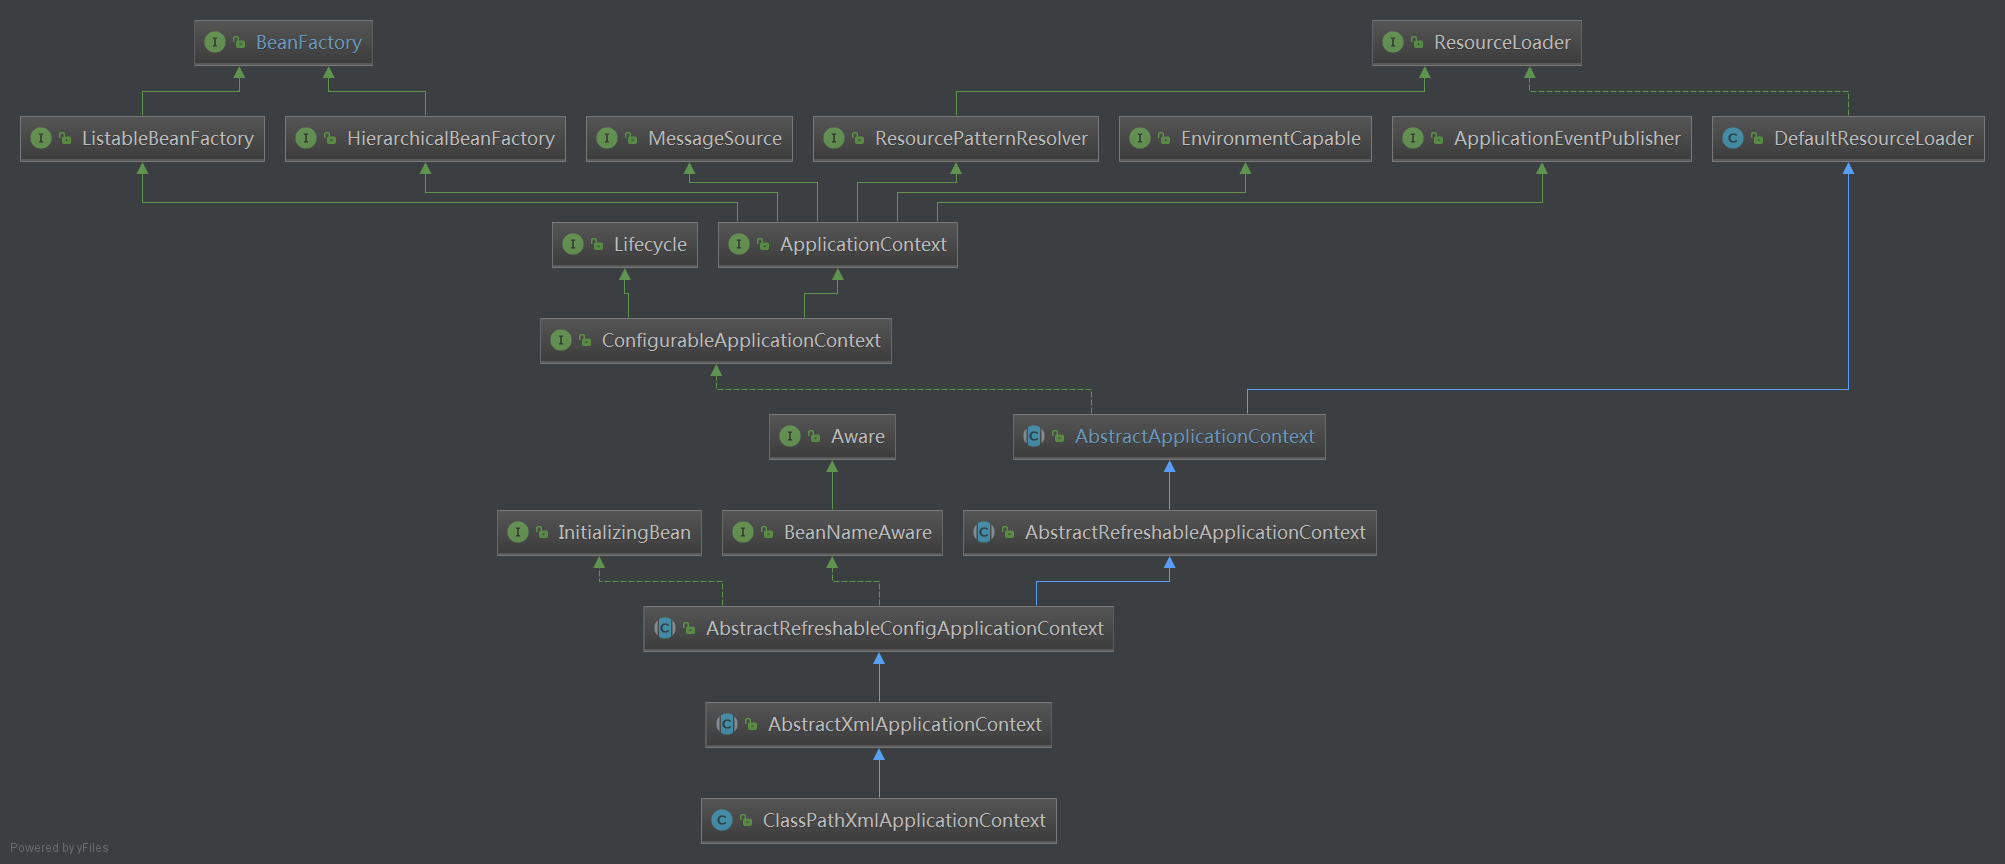 BeanFactory
ResourceLoader
ListableBeanFactory
HierarchicalBeanFactory
MessageSource
ResourcePatternResolver
EnvironmentCapable
ApplicationEventPublisher
DefaultResourceLoader
Lifecycle
ApplicationContext
ConfigurableApplicationContext
Aware
AbstractApplicationContext
InitializingBean
BeanNameAware
AbstractRefreshableApplicationContext
AbstractRefreshableConfigApplicationContext
AbstractXmlApplicationContext
ClassPathXmlApplicationContext
Powered by yFiles